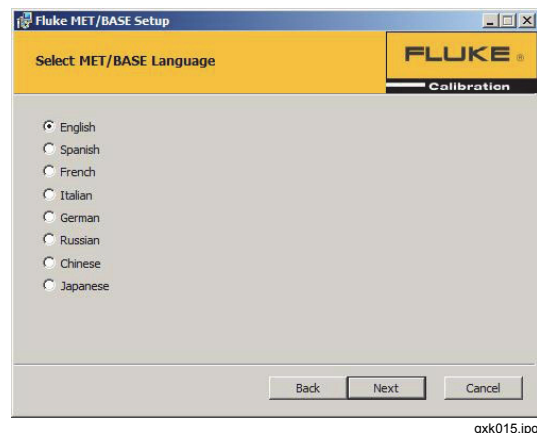 Fluke MET/BASE Setup
Select MET/BASE Language
FLUKE ®
Calibration
English
Spanish
French
Italian
German
Russian
Chinese
Japanese
Back Next Cancel
gxk015.jpg